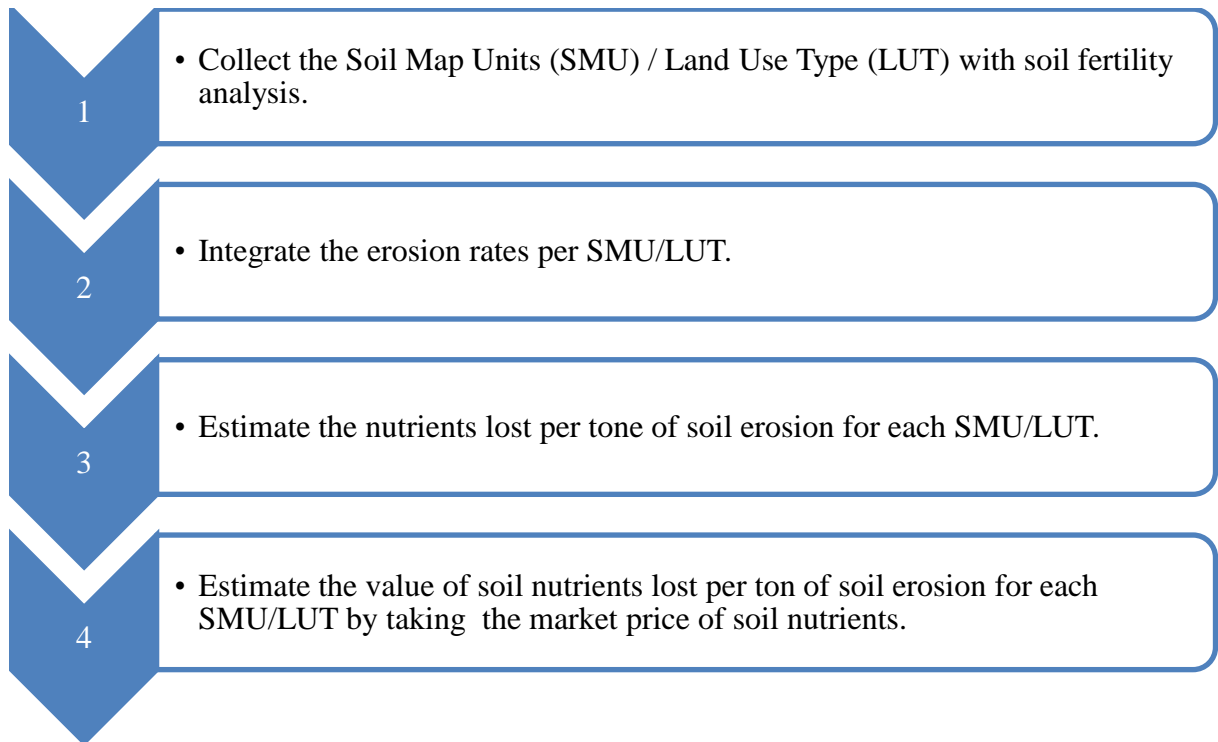 1
• Collect the Soil Map Units (SMU) / Land Use Type (LUT) with soil fertility
analysis.
2
• Integrate the erosion rates per SMU/LUT.
3
• Estimate the nutrients lost per tone of soil erosion for each SMU/LUT.
4
• Estimate the value of soil nutrients lost per ton of soil erosion for each
SMU/LUT by taking  the market price of soil nutrients.